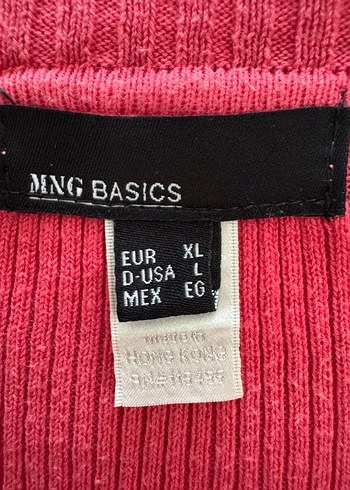 MNG BASICS
EUR XL
D-USA L
MEX EG
MADE IN
HONG KONG